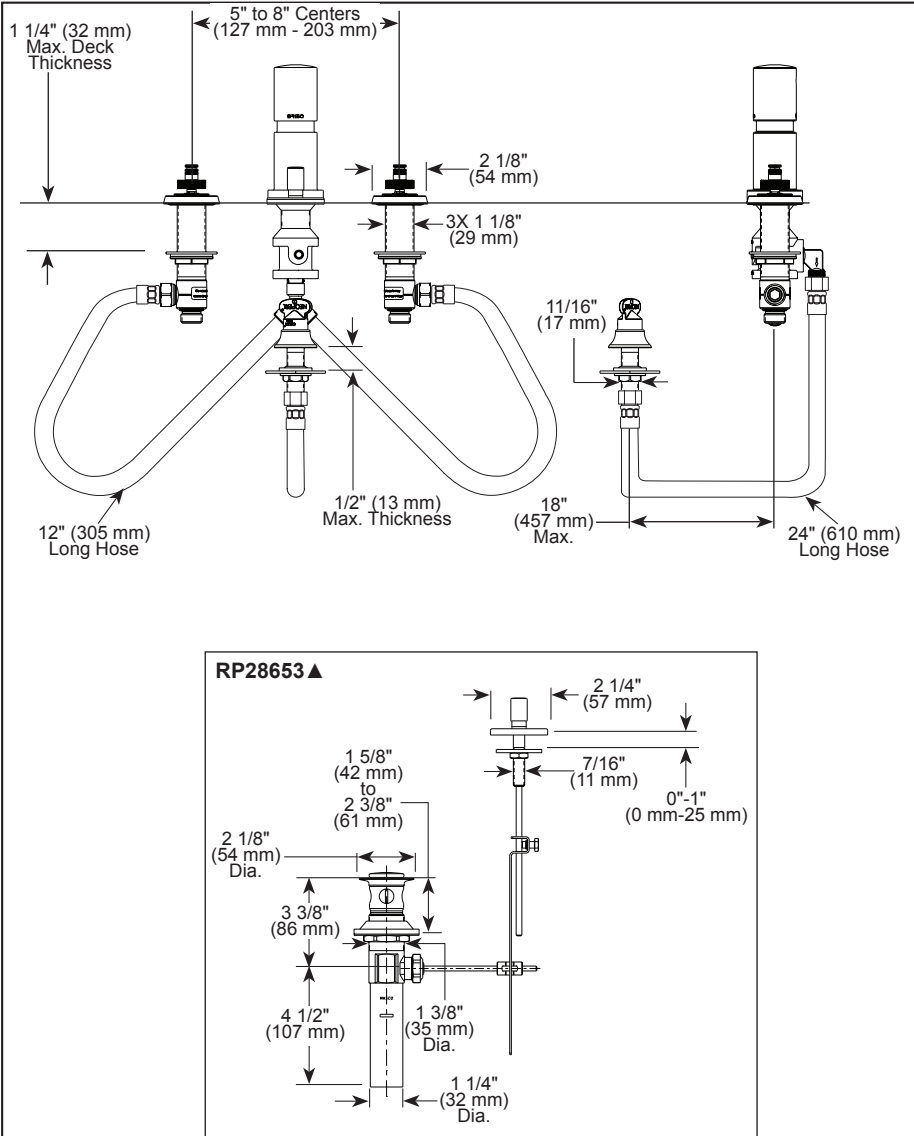 5" to 8" Centers
(127 mm - 203 mm)
1 1/4" (32 mm)
Max. Deck
Thickness
2 1/8"
(54 mm)
3X 1 1/8"
(29 mm)
11/16"
(17 mm)
1/2" (13 mm)
Max. Thickness
12" (305 mm)
Long Hose
18"
(457 mm)
Max.
24" (610 mm)
Long Hose
RP28653▲
2 1/4"
(57 mm)
7/16"
(11 mm)
0"-1"
(0 mm-25 mm)
1 5/8"
(42 mm)
to
2 3/8"
(61 mm)
2 1/8"
(54 mm)
Dia.
3 3/8"
(86 mm)
4 1/2"
(107 mm)
1 3/8"
(35 mm)
Dia.
1 1/4"
(32 mm)
Dia.